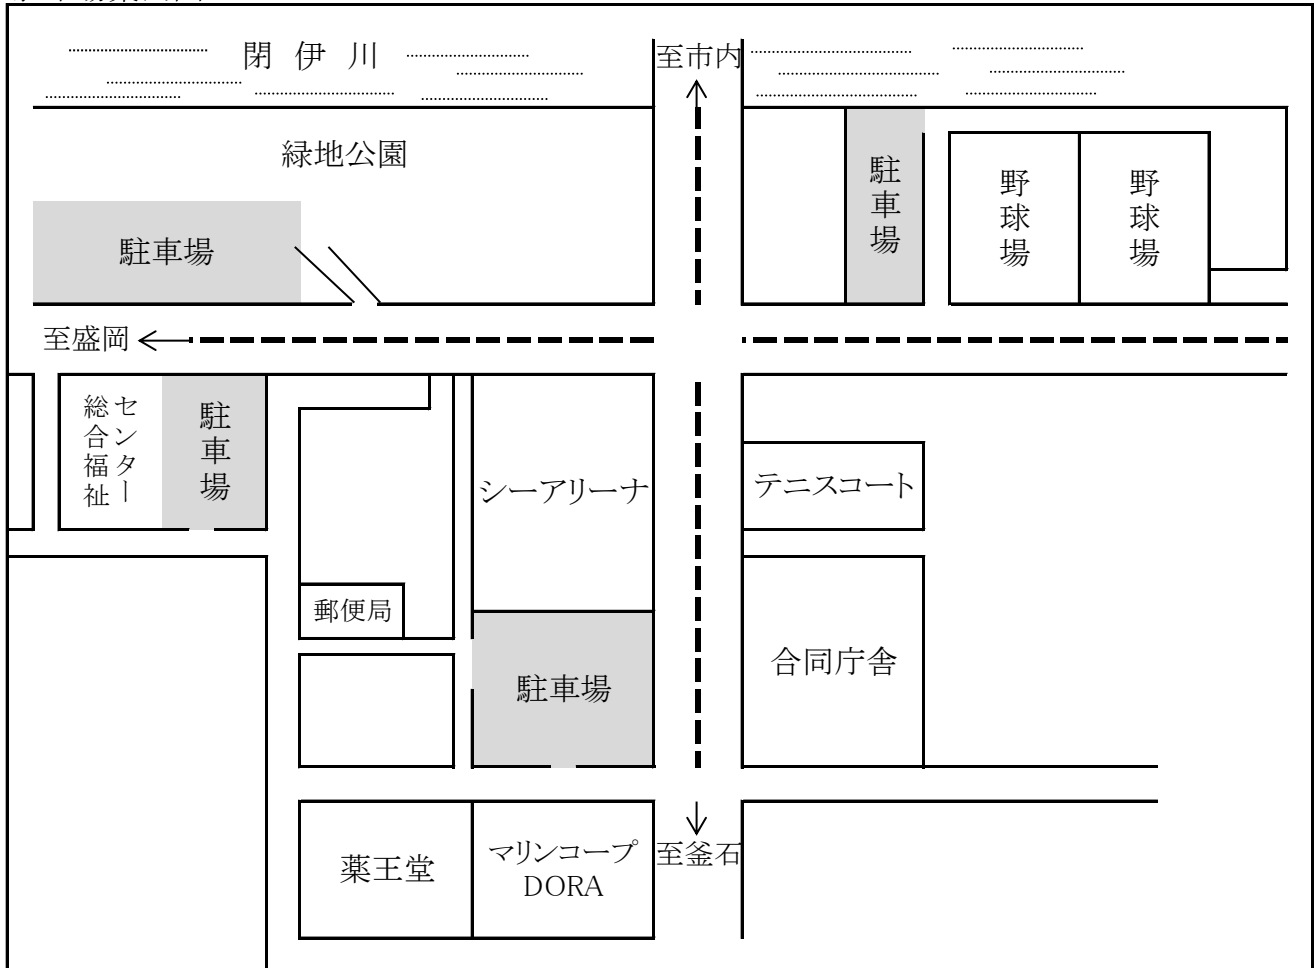 閉伊川
至市内
緑地公園
駐車場
駐車場
野球場
野球場
至盛岡
総合福祉
センター
駐車場
シーアリーナ
テニスコート
郵便局
駐車場
合同庁舎
薬王堂
マリンコープ
DORA
至釜石